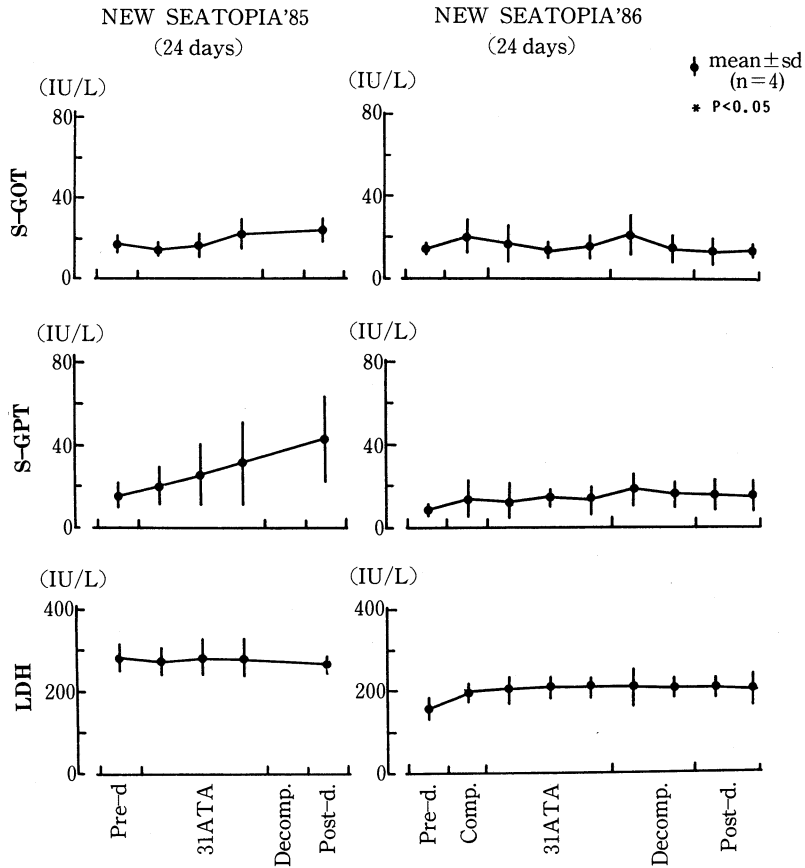 NEW SEATOPIA'85
(24 days)
NEW SEATOPIA'86
(24 days)
mean±sd
(n=4)
* P<0.05
(IU/L)
80
40
0
S-GOT
(IU/L)
80
40
0
(IU/L)
80
40
0
S-GPT
(IU/L)
80
40
0
(IU/L)
400
200
0
LDH
(IU/L)
400
200
0
Pre-d
31ATA
Decomp.
Post-d.
Pre-d.
Comp.
31ATA
Decomp.
Post-d.